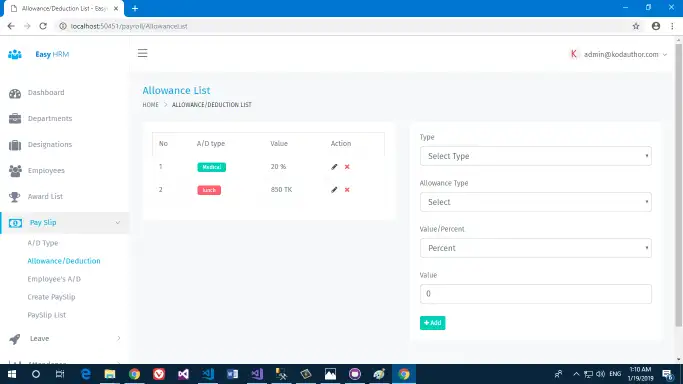 Allowance/Deduction List - Easy
localhost:50451/payroll/AllowanceList
Easy HRM
admin@kodauthor.com
Dashboard
Departments
Designations
Employees
Award List
Pay Slip
A/D Type
Allowance/Deduction
Employee's A/D
Create PaySlip
PaySlip List
Leave
Allowance List
HOME > ALLOWANCE/DEDUCTION LIST
No A/D type Value Action
1 Medical 20 %
2 Lunch 850 TK
Type
Select Type
Allowance Type
Select
Value/Percent
Percent
Value
0
+ Add
ENG
1:10 AM
1/19/2019
6